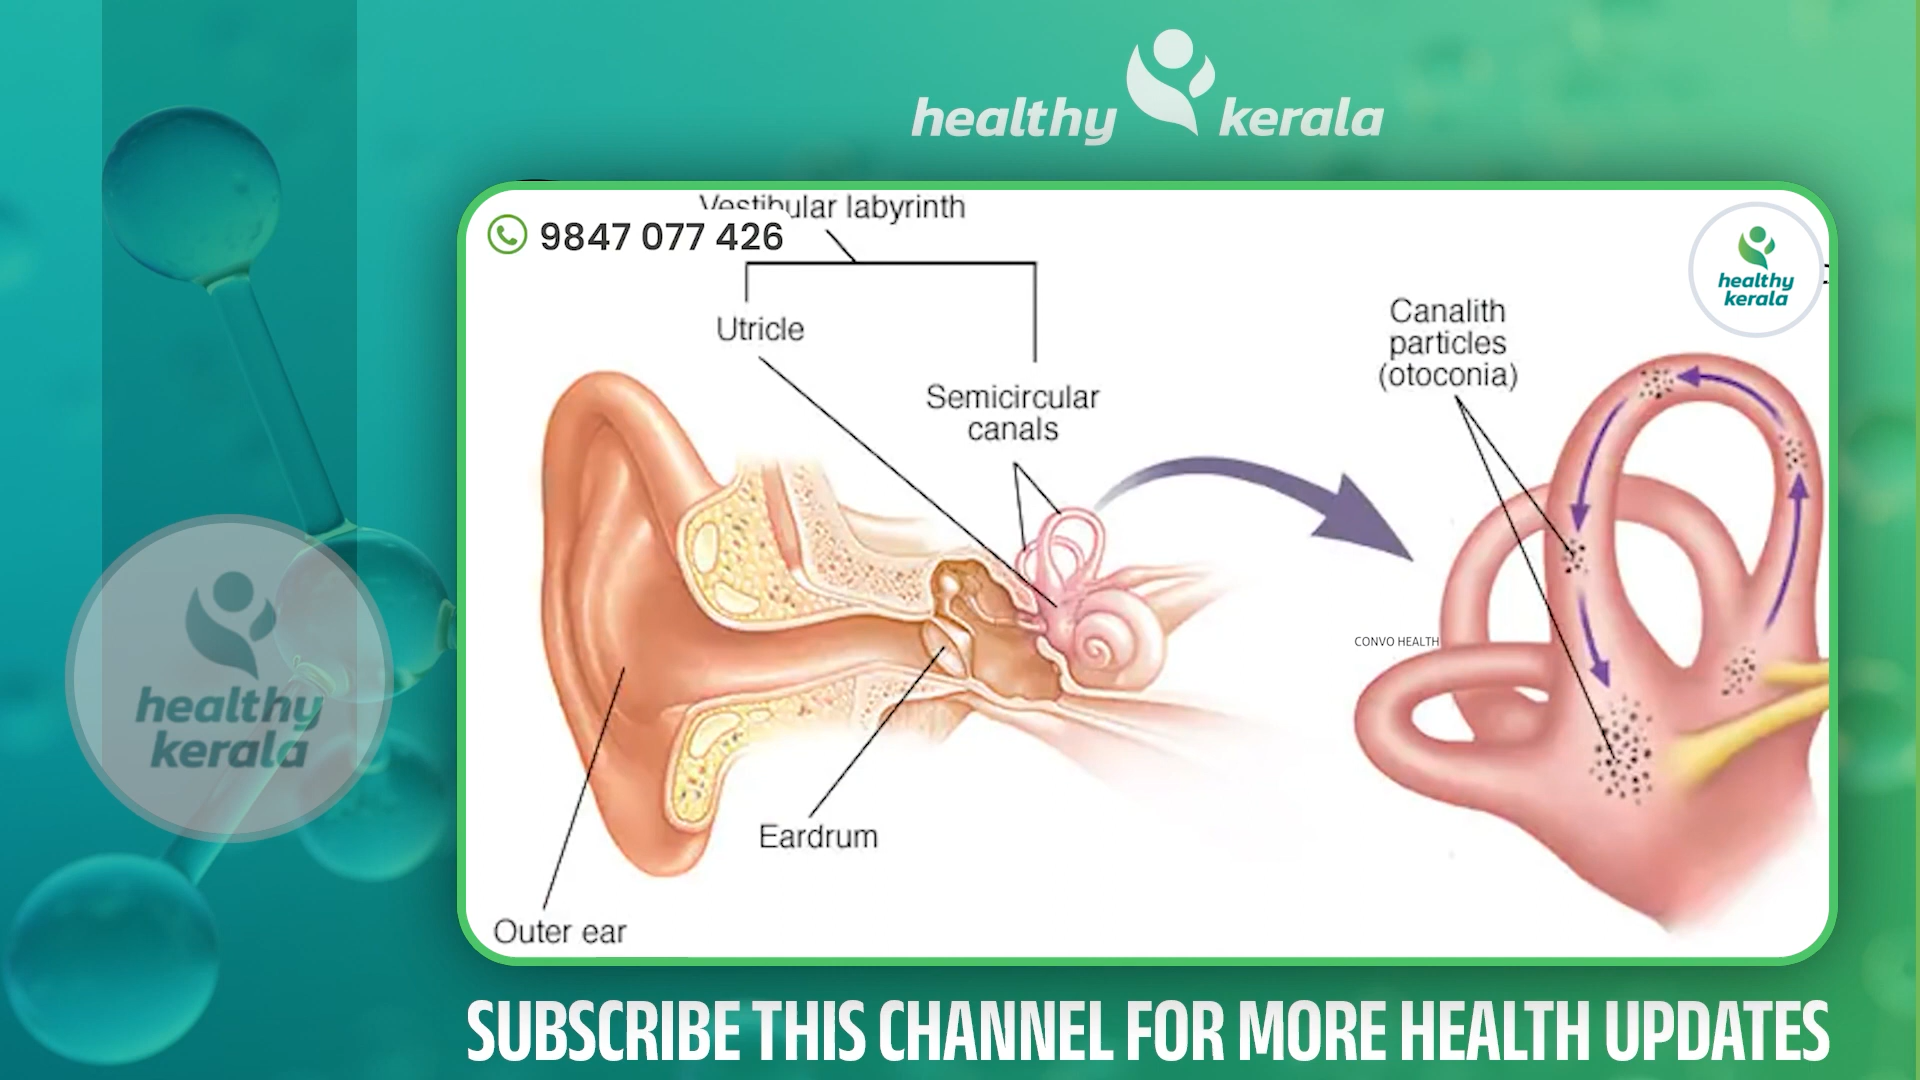 healthy kerala
Vestibular labyrinth
9847 077 426
healthy
kerala
Utricle
Canalith
particles
(otoconia)
Semicircular
canals
CONVO HEALTH
healthy
kerala
Eardrum
Outer ear
SUBSCRIBE THIS CHANNEL FOR MORE HEALTH UPDATES